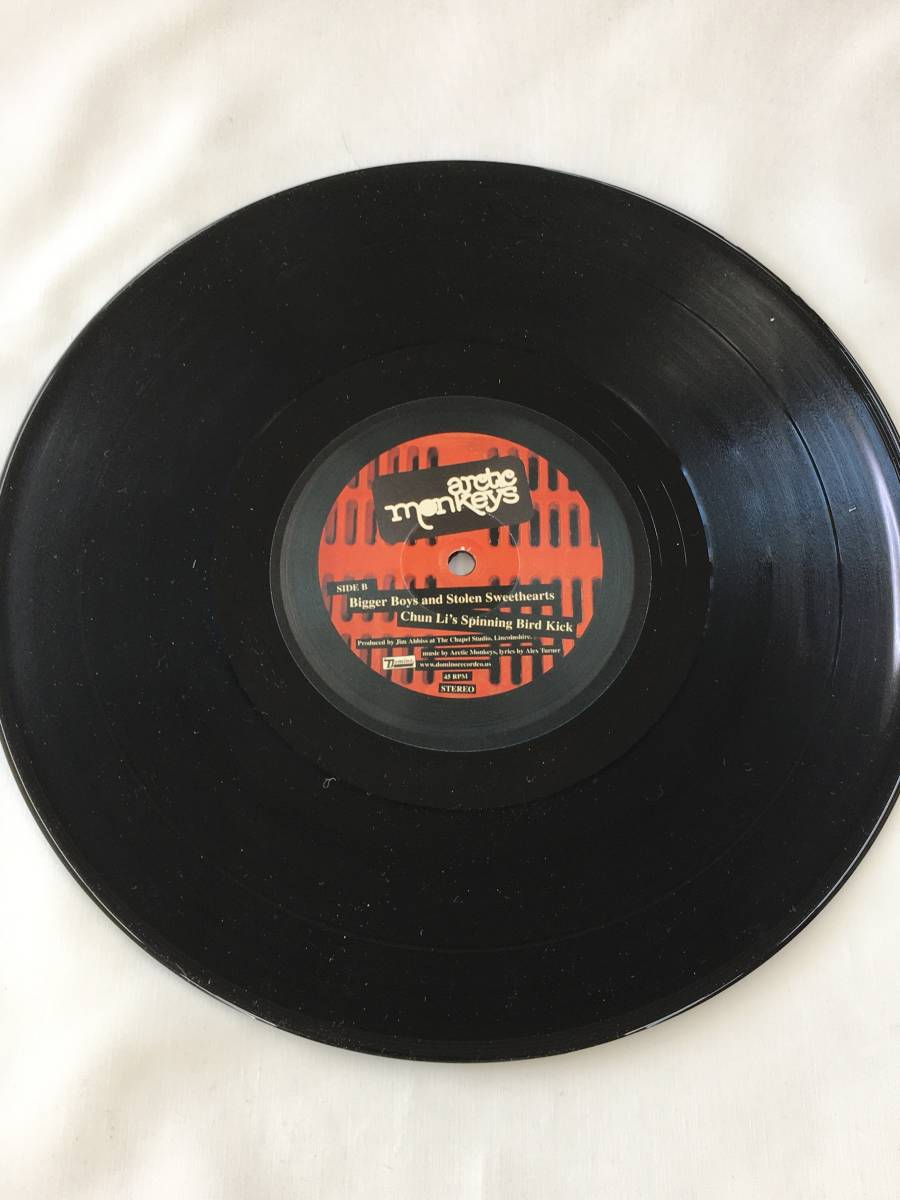 arctic
monkeys
SIDE B
Bigger Boys and Stolen Sweethearts
Chun Li's Spinning Bird Kick
Produced by Jim Abbiss at The Chapel Studio, Lincolnshire.
music by Arctic Monkeys, lyrics by Alex Turner
Domino
www.dominorecordco.us
45 RPM
STEREO